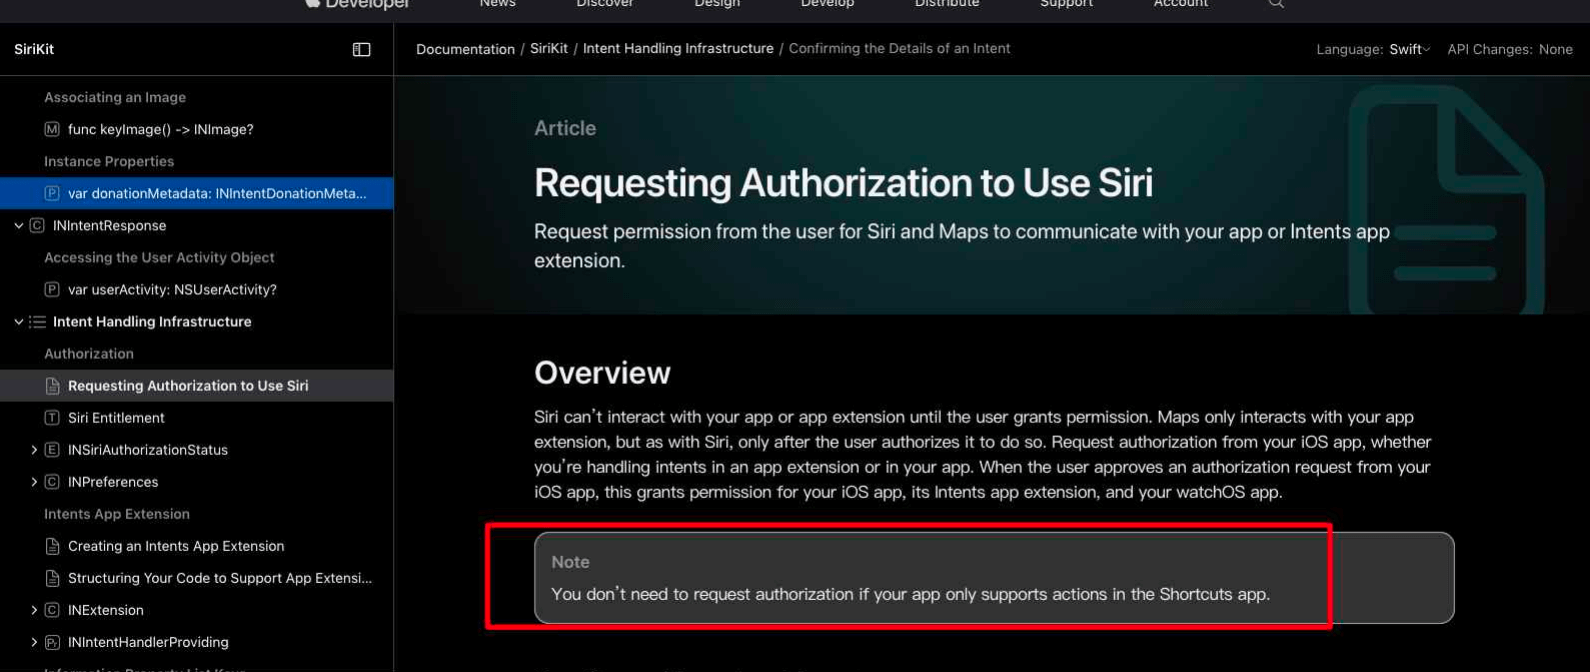 Developer News Discover Design Develop Distribute Support Account
SiriKit
Documentation / SiriKit / Intent Handling Infrastructure / Confirming the Details of an Intent
Language: Swift API Changes: None
Associating an Image
M func keyImage() -> INImage?
Instance Properties
P var donationMetadata: INIntentDonationMeta...
C INIntentResponse
Accessing the User Activity Object
P var userActivity: NSUserActivity?
Intent Handling Infrastructure
Authorization
Requesting Authorization to Use Siri
T Siri Entitlement
E INSiriAuthorizationStatus
C INPreferences
Intents App Extension
Creating an Intents App Extension
Structuring Your Code to Support App Extensi...
C INExtension
Pr INIntentHandlerProviding
Information Property List Keys
Article
Requesting Authorization to Use Siri
Request permission from the user for Siri and Maps to communicate with your app or Intents app
extension.
Overview
Siri can’t interact with your app or app extension until the user grants permission. Maps only interacts with your app
extension, but as with Siri, only after the user authorizes it to do so. Request authorization from your iOS app, whether
you’re handling intents in an app extension or in your app. When the user approves an authorization request from your
iOS app, this grants permission for your iOS app, its Intents app extension, and your watchOS app.
Note
You don’t need to request authorization if your app only supports actions in the Shortcuts app.